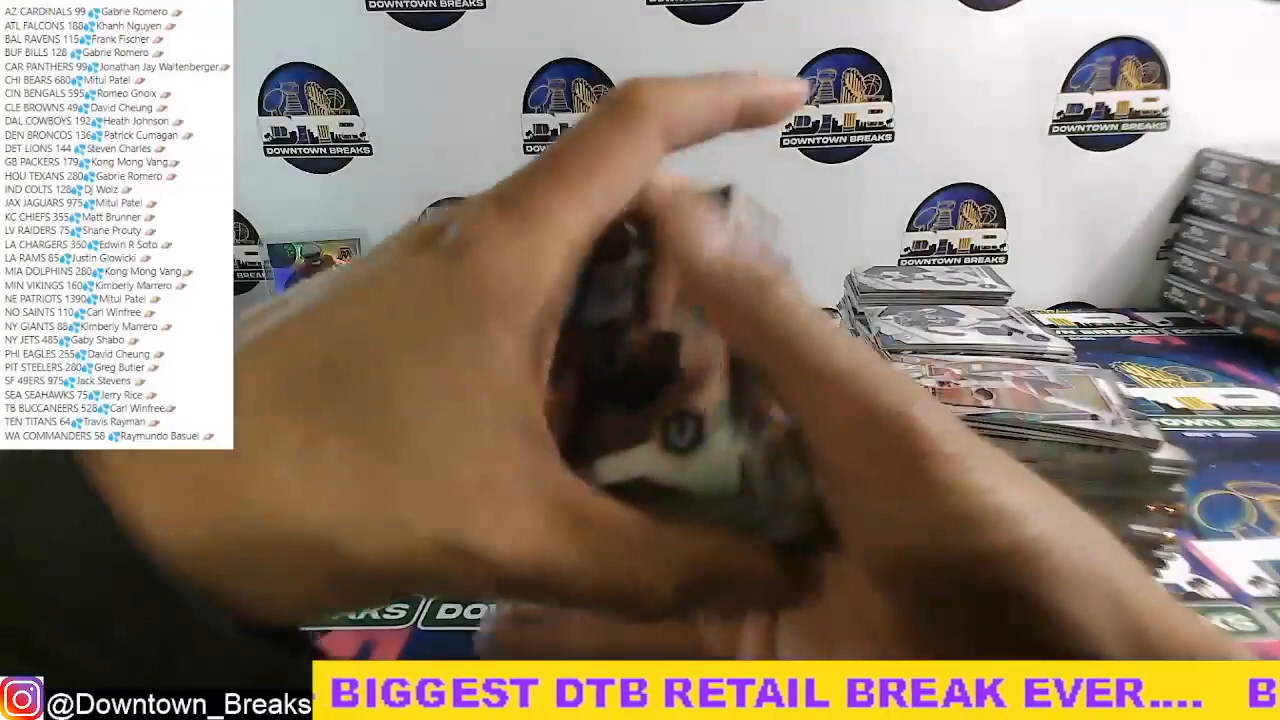 AZ CARDINALS 99💦Gabrie Romero
ATL FALCONS 188💦Khanh Nguyen
BAL RAVENS 115💦Frank Fischer
BUF BILLS 128 💦Gabrie Romero
CAR PANTHERS 99💦Jonathan Jay Waltenberger
CHI BEARS 680💦Mitul Patel
CIN BENGALS 595💦Romeo Gnoix
CLE BROWNS 49💦David Cheung
DAL COWBOYS 192💦Heath Johnson
DEN BRONCOS 136💦Patrick Cumagan
DET LIONS 144 💦Steven Charles
GB PACKERS 179💦Kong Mong Vang
HOU TEXANS 280💦Gabrie Romero
IND COLTS 128💦Dj Wolz
JAX JAGUARS 975💦Mitul Patel
KC CHIEFS 355💦Matt Brunner
LV RAIDERS 75💦Shane Prouty
LA CHARGERS 350💦Edwin R Soto
LA RAMS 85💦Justin Glowicki
MIA DOLPHINS 280💦Kong Mong Vang
MIN VIKINGS 160💦Kimberly Marrero
NE PATRIOTS 1390💦Mitul Patel
NO SAINTS 110💦Carl Winfree
NY GIANTS 88💦Kimberly Marrero
NY JETS 485💦Gaby Shabo
PHI EAGLES 255💦David Cheung
PIT STEELERS 280💦Greg Butler
SF 49ERS 975💦Jack Stevens
SEA SEAHAWKS 75💦Jerry Rice
TB BUCCANEERS 528💦Carl Winfree
TEN TITANS 64💦Travis Rayman
WA COMMANDERS 58 💦Raymundo Basuel
DOWNTOWN BREAKS
DTB
DOWNTOWN BREAKS
DTB
DOWNTOWN BREAKS
DTB
DOWNTOWN BREAKS
DOWNTOWN BREAKS
@Downtown_Breaks
BIGGEST DTB RETAIL BREAK EVER.... B